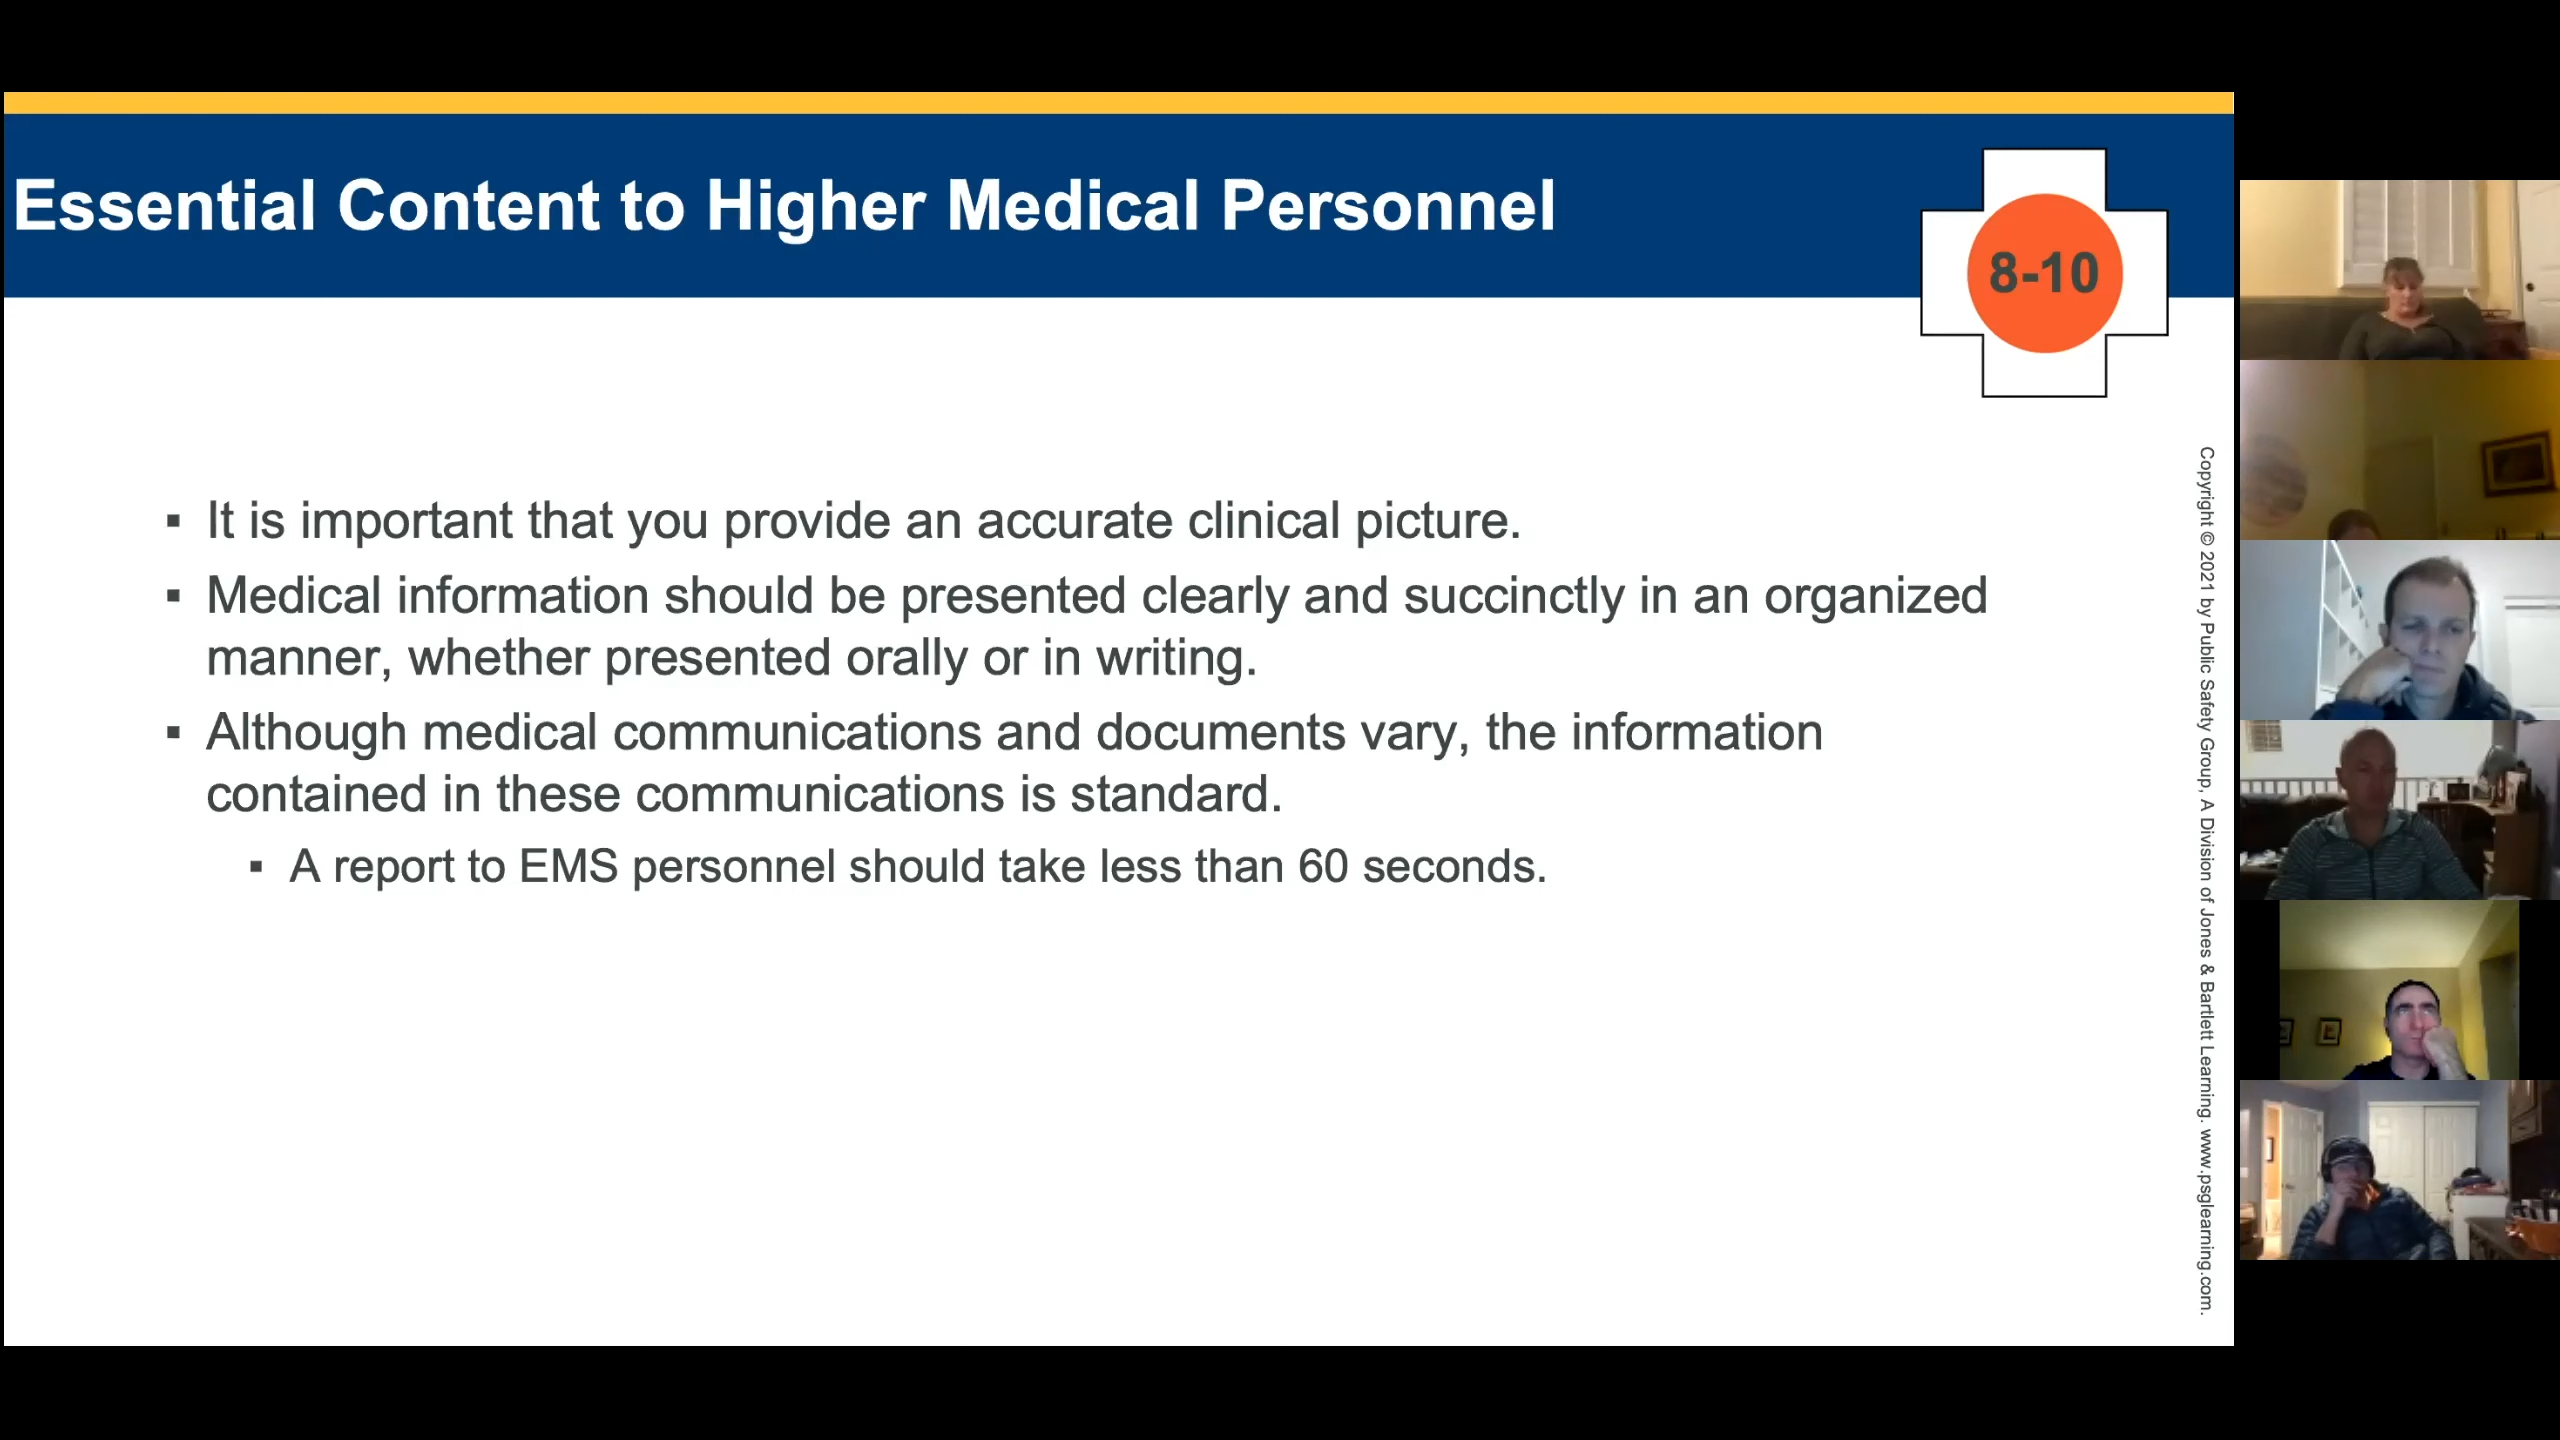 Essential Content to Higher Medical Personnel
8-10
▪ It is important that you provide an accurate clinical picture.
▪ Medical information should be presented clearly and succinctly in an organized
manner, whether presented orally or in writing.
▪ Although medical communications and documents vary, the information
contained in these communications is standard.
▪ A report to EMS personnel should take less than 60 seconds.
Copyright © 2021 by Public Safety Group, A Division of Jones & Bartlett Learning. www.psglearning.com.